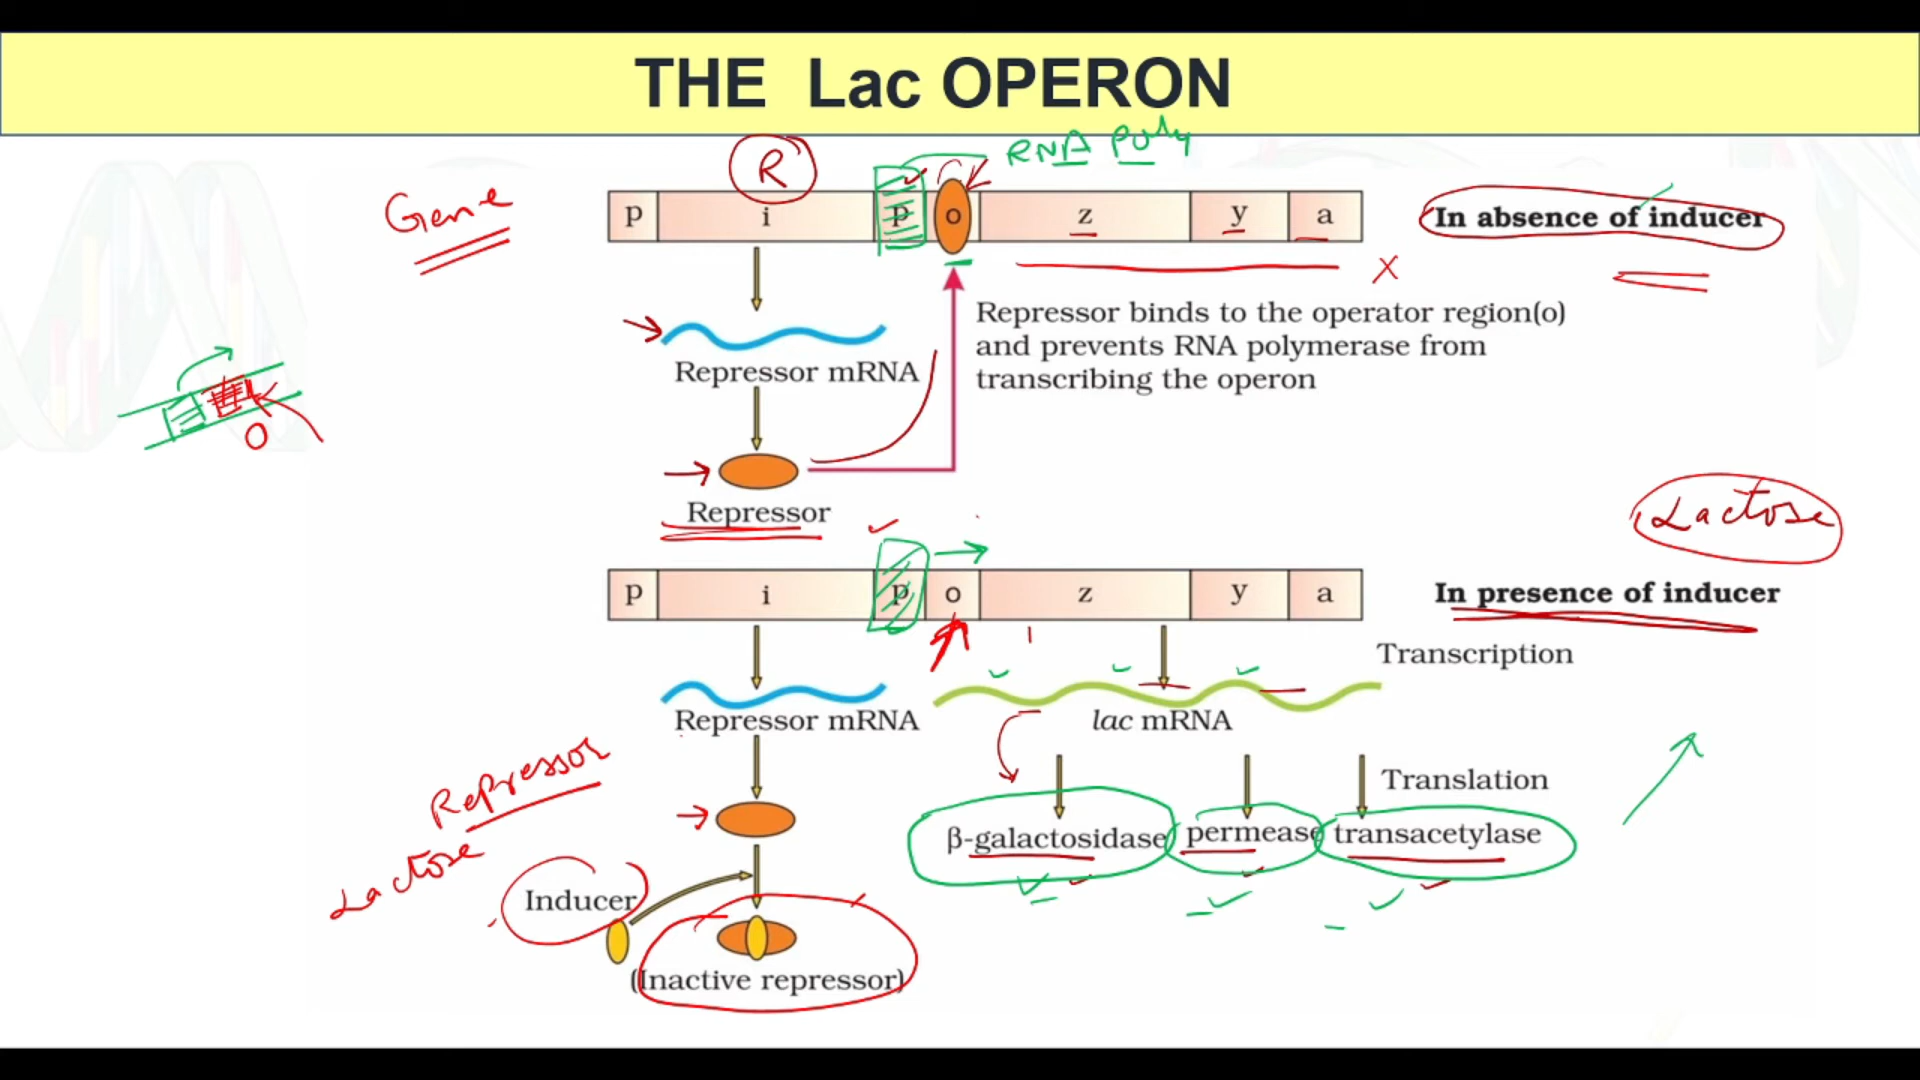 THE Lac OPERON
RNA Poly
R
Gene
p i p o z y a In absence of inducer
x
Repressor binds to the operator region(o)
and prevents RNA polymerase from
transcribing the operon
Repressor mRNA
O
Repressor
Lactose
p i p o z y a In presence of inducer
Transcription
Repressor mRNA lac mRNA
Repressor
Translation
β-galactosidase permease transacetylase
Lactose
Inducer
(Inactive repressor)